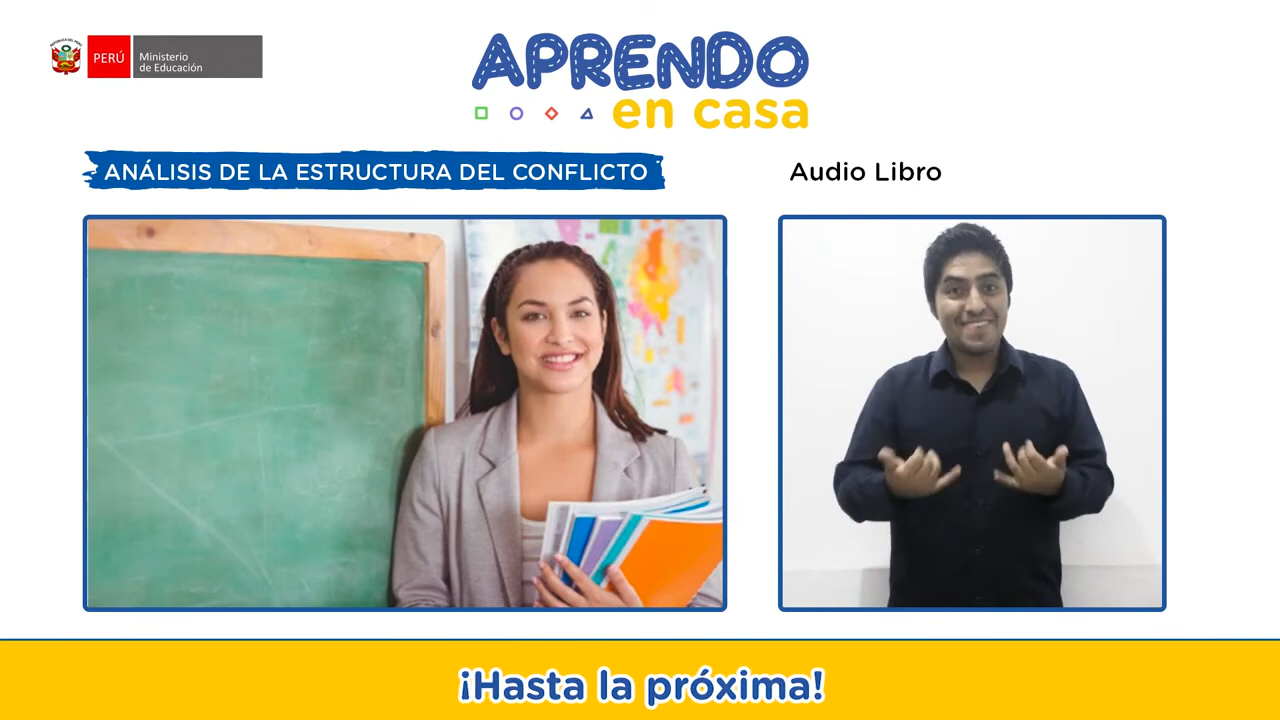 PERÚ
Ministerio
de Educación
APRENDO
en casa
ANÁLISIS DE LA ESTRUCTURA DEL CONFLICTO
Audio Libro
¡Hasta la próxima!